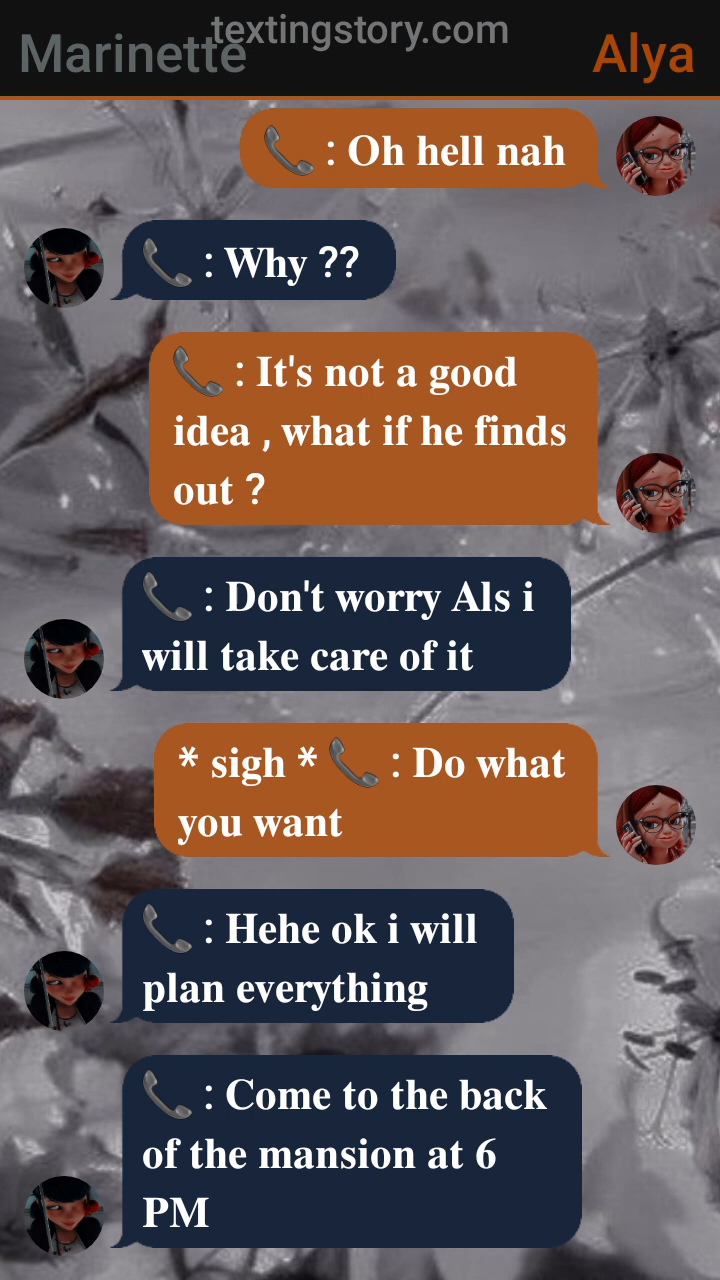 textingstory.com
Marinette
Alya
📞 : Oh hell nah
📞 : Why ??
📞 : It's not a good
idea , what if he finds
out ?
📞 : Don't worry Als i
will take care of it
* sigh * 📞 : Do what
you want
📞 : Hehe ok i will
plan everything
📞 : Come to the back
of the mansion at 6
PM